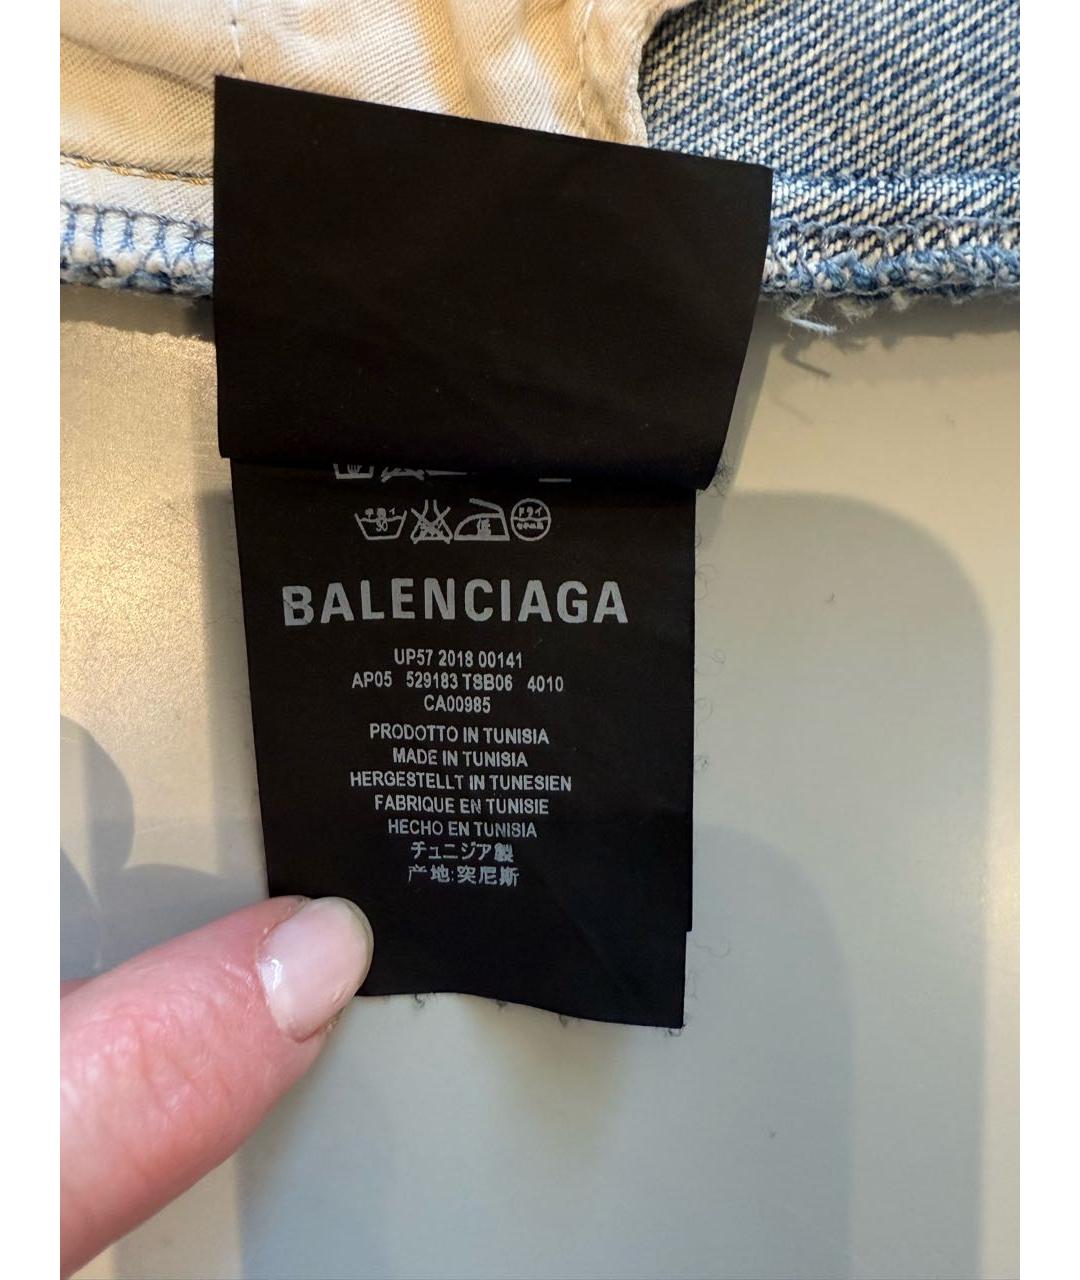 BALENCIAGA
UP57 2018 00141
AP05 529183 TSB06 4010
CA00985
PRODOTTO IN TUNISIA
MADE IN TUNISIA
HERGESTELLT IN TUNESIEN
FABRIQUE EN TUNISIE
HECHO EN TUNISIA
チュニジア製
产地:突尼斯